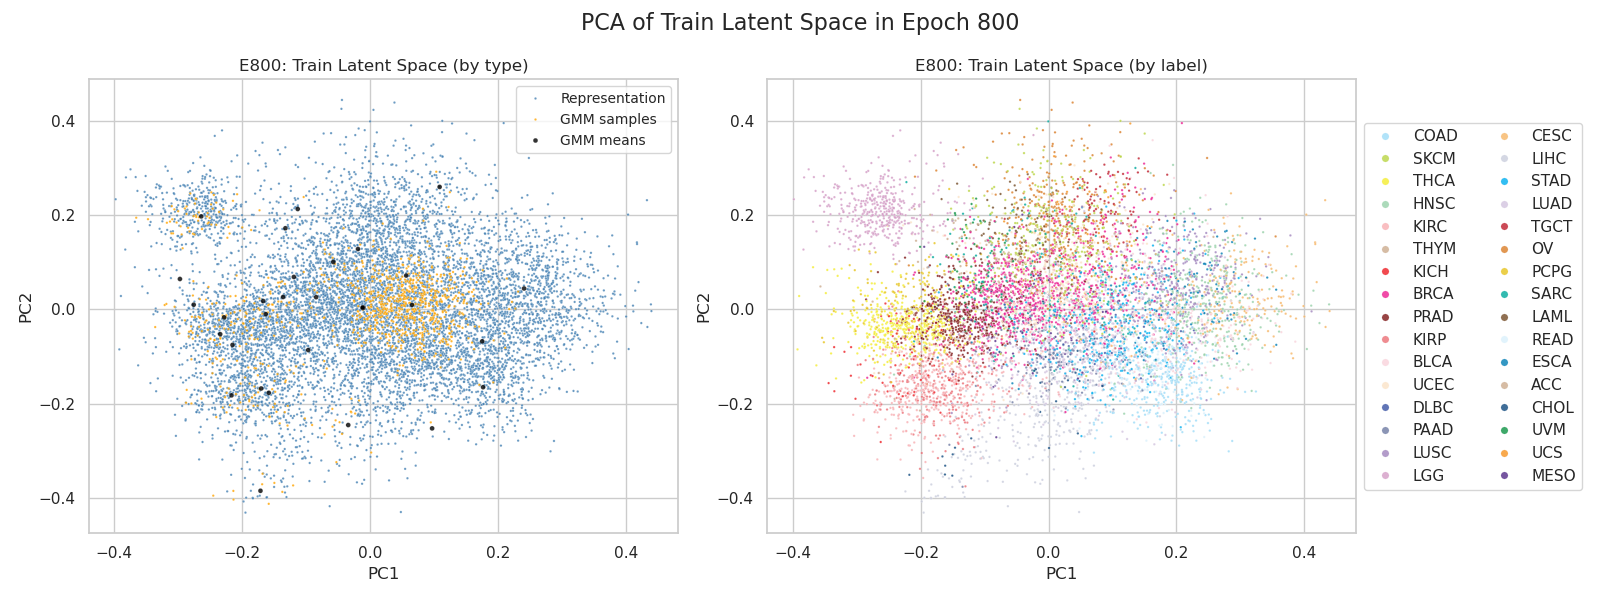 PCA of Train Latent Space in Epoch 800
E800: Train Latent Space (by type)
Representation
GMM samples
GMM means
PC2
0.4
0.2
0.0
−0.2
−0.4
−0.4
−0.2
0.0
0.2
0.4
PC1
E800: Train Latent Space (by label)
PC2
0.4
0.2
0.0
−0.2
−0.4
−0.4
−0.2
0.0
0.2
0.4
PC1
COAD
SKCM
THCA
HNSC
KIRC
THYM
KICH
BRCA
PRAD
KIRP
BLCA
UCEC
DLBC
PAAD
LUSC
LGG
CESC
LIHC
STAD
LUAD
TGCT
OV
PCPG
SARC
LAML
READ
ESCA
ACC
CHOL
UVM
UCS
MESO